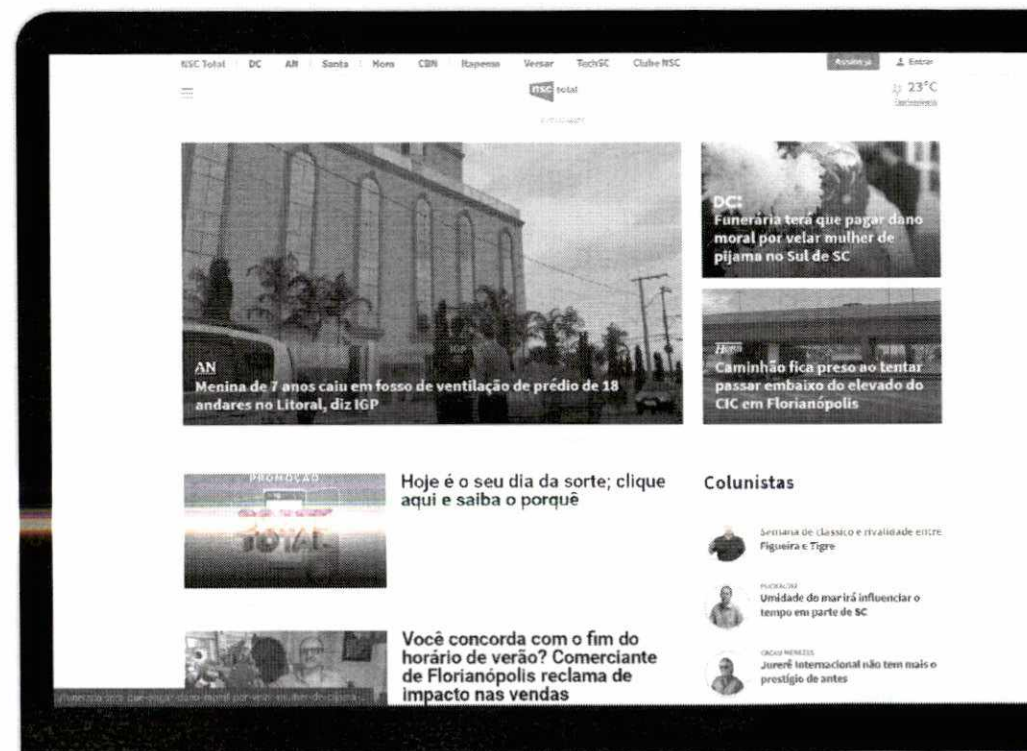 NSC Total DC AN Santa Hora CBN Itapema Versar TechSC Clube NSC
Assine já Entrar
nsc total
23°C
DC:
Funerária terá que pagar dano
moral por velar mulher de
pijama no Sul de SC
AN
Menina de 7 anos caiu em fosso de ventilação de prédio de 18
andares no Litoral, diz IGP
Hora
Caminhão fica preso ao tentar
passar embaixo do elevado do
CIC em Florianópolis
PROMOÇÃO
TOTAL
Hoje é o seu dia da sorte; clique
aqui e saiba o porquê
Você concorda com o fim do
horário de verão? Comerciante
de Florianópolis reclama de
impacto nas vendas
Colunistas
Semana de clássico e rivalidade entre
Figueira e Tigre
Umidade do mar irá influenciar o
tempo em parte de SC
CACAU MENEZES
Jurerê Internacional não tem mais o
prestígio de antes